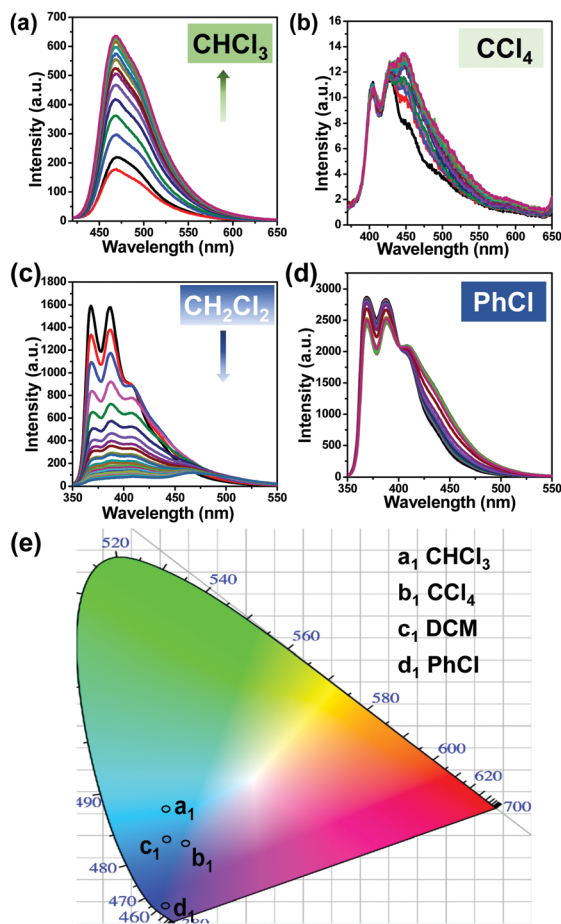 (a)
CHCl3
700
600
500
400
300
200
100
0
Intensity (a.u.)
450 500 550 600 650
Wavelength (nm)
(b)
CCl4
16
14
12
10
8
6
4
2
0
Intensity (a.u.)
400 450 500 550 600 650
Wavelength (nm)
(c)
CH2Cl2
1800
1600
1400
1200
1000
800
600
400
200
0
Intensity (a.u.)
350 400 450 500 550
Wavelength (nm)
(d)
PhCl
3000
2500
2000
1500
1000
500
0
Intensity (a.u.)
350 400 450 500 550
Wavelength (nm)
(e)
a1 CHCl3
b1 CCl4
c1 DCM
d1 PhCl
520
540
560
580
600
620
700
490
480
470
460
a1
c1
b1
d1